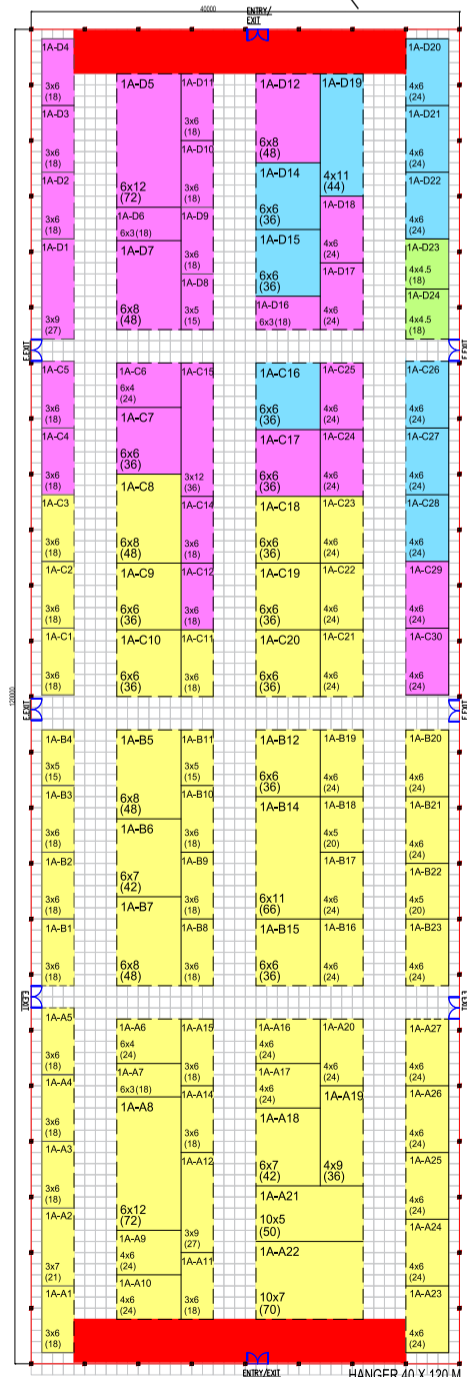 40000
ENTRY/
EXIT
1A-D4
3x6
(18)
1A-D3
3x6
(18)
1A-D2
3x6
(18)
1A-D1
3x9
(27)
1A-D5
6x12
(72)
1A-D6
6x3(18)
1A-D7
6x8
(48)
1A-D11
3x6
(18)
1A-D10
3x6
(18)
1A-D9
3x6
(18)
1A-D8
3x5
(15)
1A-D12
6x8
(48)
1A-D14
6x6
(36)
1A-D15
6x6
(36)
1A-D16
6x3(18)
1A-D19
4x11
(44)
1A-D18
4x6
(24)
1A-D17
4x6
(24)
1A-D20
4x6
(24)
1A-D21
4x6
(24)
1A-D22
4x6
(24)
1A-D23
4x4.5
(18)
1A-D24
4x4.5
(18)
F.EXIT
F.EXIT
1A-C5
3x6
(18)
1A-C4
3x6
(18)
1A-C3
3x6
(18)
1A-C2
3x6
(18)
1A-C1
3x6
(18)
1A-C6
6x4
(24)
1A-C7
6x6
(36)
1A-C8
6x8
(48)
1A-C9
6x6
(36)
1A-C10
6x6
(36)
1A-C15
3x12
(36)
1A-C14
3x6
(18)
1A-C12
3x6
(18)
1A-C11
3x6
(18)
1A-C16
6x6
(36)
1A-C17
6x6
(36)
1A-C18
6x6
(36)
1A-C19
6x6
(36)
1A-C20
6x6
(36)
1A-C25
4x6
(24)
1A-C24
4x6
(24)
1A-C23
4x6
(24)
1A-C22
4x6
(24)
1A-C21
4x6
(24)
1A-C26
4x6
(24)
1A-C27
4x6
(24)
1A-C28
4x6
(24)
1A-C29
4x6
(24)
1A-C30
4x6
(24)
120000
F.EXIT
F.EXIT
1A-B4
3x5
(15)
1A-B3
3x6
(18)
1A-B2
3x6
(18)
1A-B1
3x6
(18)
1A-B5
6x8
(48)
1A-B6
6x7
(42)
1A-B7
6x8
(48)
1A-B11
3x5
(15)
1A-B10
3x6
(18)
1A-B9
3x6
(18)
1A-B8
3x6
(18)
1A-B12
6x6
(36)
1A-B14
6x11
(66)
1A-B15
6x6
(36)
1A-B19
4x6
(24)
1A-B18
4x5
(20)
1A-B17
4x6
(24)
1A-B16
4x6
(24)
1A-B20
4x6
(24)
1A-B21
4x6
(24)
1A-B22
4x5
(20)
1A-B23
4x6
(24)
F.EXIT
F.EXIT
1A-A5
3x6
(18)
1A-A4
3x6
(18)
1A-A3
3x6
(18)
1A-A2
3x7
(21)
1A-A1
3x6
(18)
1A-A6
6x4
(24)
1A-A7
6x3(18)
1A-A8
6x12
(72)
1A-A9
4x6
(24)
1A-A10
4x6
(24)
1A-A15
3x6
(18)
1A-A14
3x6
(18)
1A-A12
3x9
(27)
1A-A11
3x6
(18)
1A-A16
4x6
(24)
1A-A17
4x6
(24)
1A-A18
6x7
(42)
1A-A20
4x6
(24)
1A-A19
4x9
(36)
1A-A21
10x5
(50)
1A-A22
10x7
(70)
1A-A27
4x6
(24)
1A-A26
4x6
(24)
1A-A25
4x6
(24)
1A-A24
4x6
(24)
1A-A23
4x6
(24)
ENTRY/EXIT
HANGER 40 X 120 M